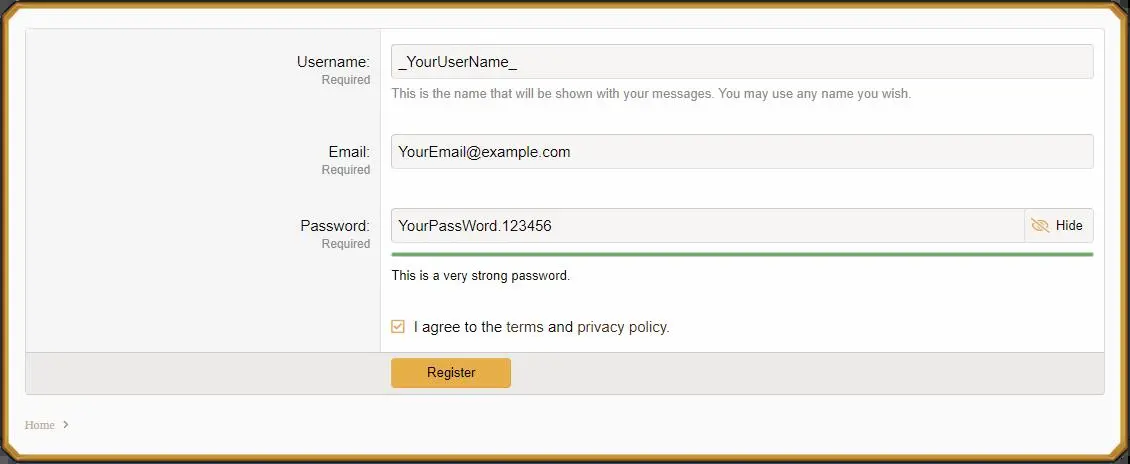 Username:
_YourUserName_
Required
This is the name that will be shown with your messages. You may use any name you wish.
Email:
YourEmail@example.com
Required
Password:
YourPassWord.123456
Hide
Required
This is a very strong password.
I agree to the terms and privacy policy.
Register
Home